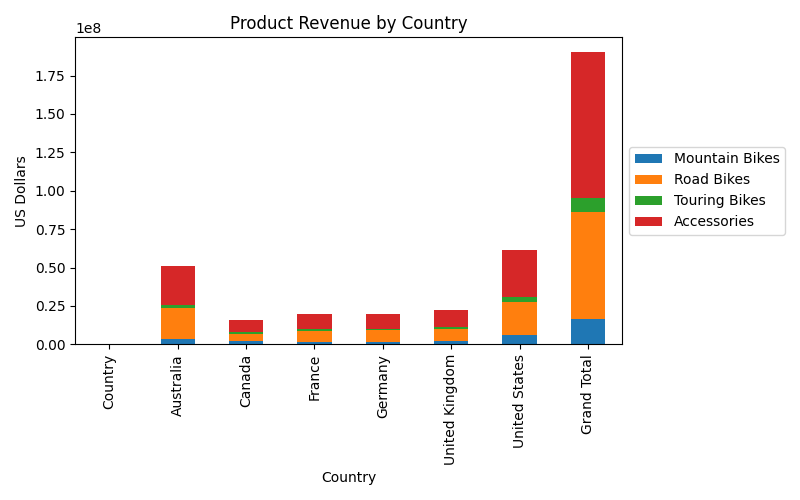 Product Revenue by Country
1e8
1.75
1.50
1.25
1.00
0.75
0.50
0.25
0.00
US Dollars
Country
Australia
Canada
France
Germany
United Kingdom
United States
Grand Total
Country
Mountain Bikes
Road Bikes
Touring Bikes
Accessories